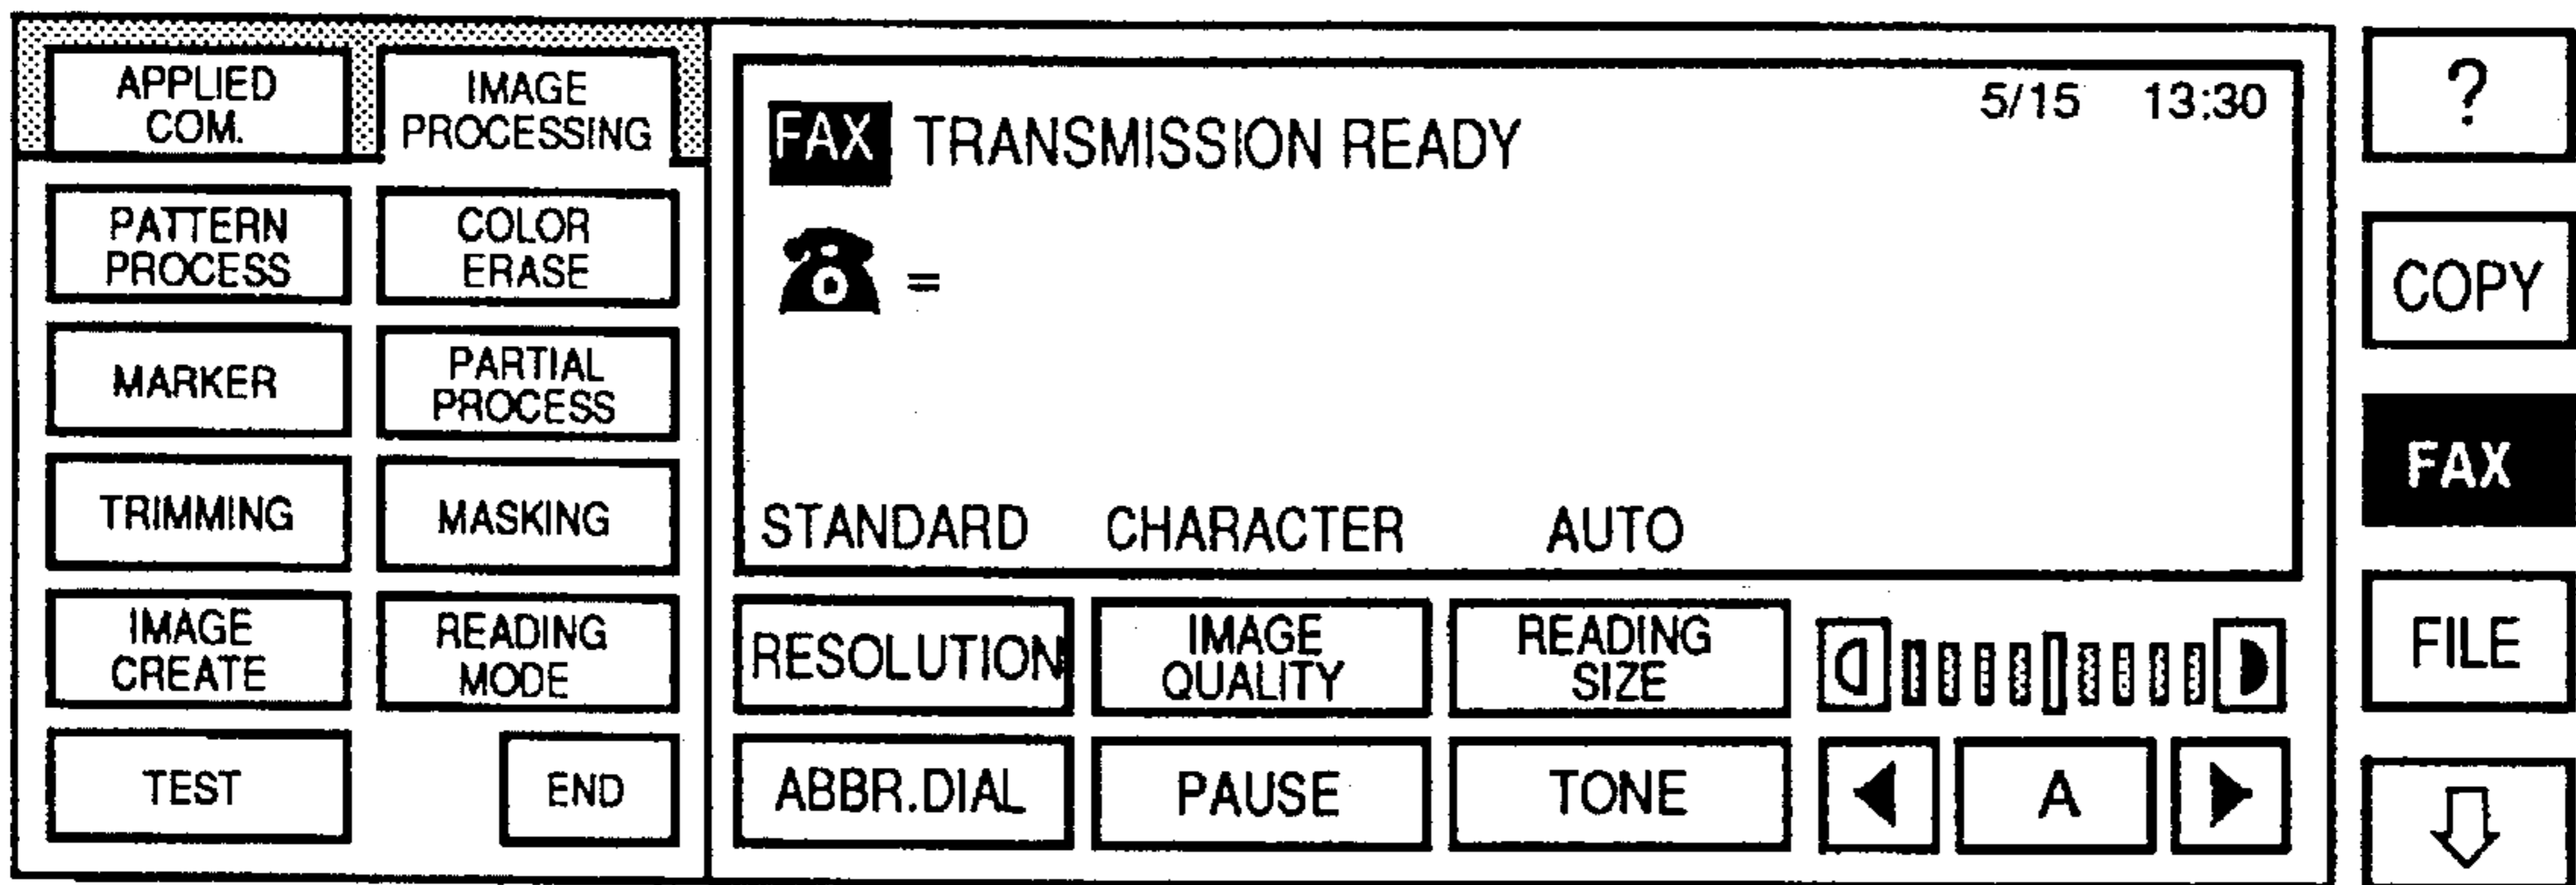 APPLIED
COM.
IMAGE
PROCESSING
PATTERN
PROCESS
COLOR
ERASE
MARKER
PARTIAL
PROCESS
TRIMMING
MASKING
IMAGE
CREATE
READING
MODE
TEST
END
5/15 13:30
FAX TRANSMISSION READY
=
STANDARD CHARACTER AUTO
RESOLUTION
IMAGE
QUALITY
READING
SIZE
ABBR.DIAL
PAUSE
TONE
A
?
COPY
FAX
FILE